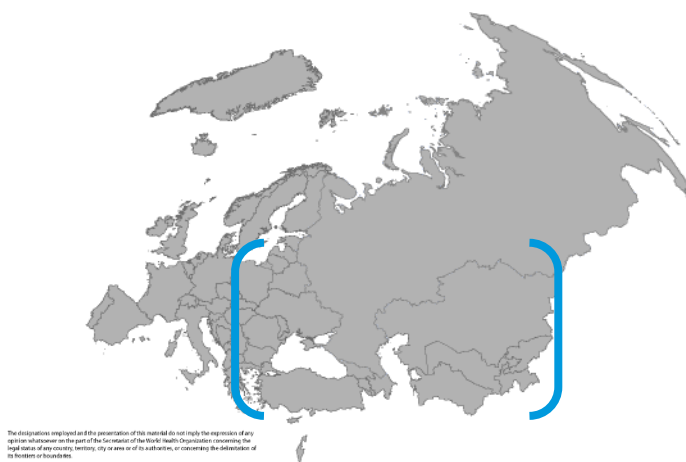 The designations employed and the presentation of this material do not imply the expression of any
opinion whatsoever on the part of the Secretariat of the World Health Organization concerning the
legal status of any country, territory, city or area or of its authorities, or concerning the delimitation of
its frontiers or boundaries.